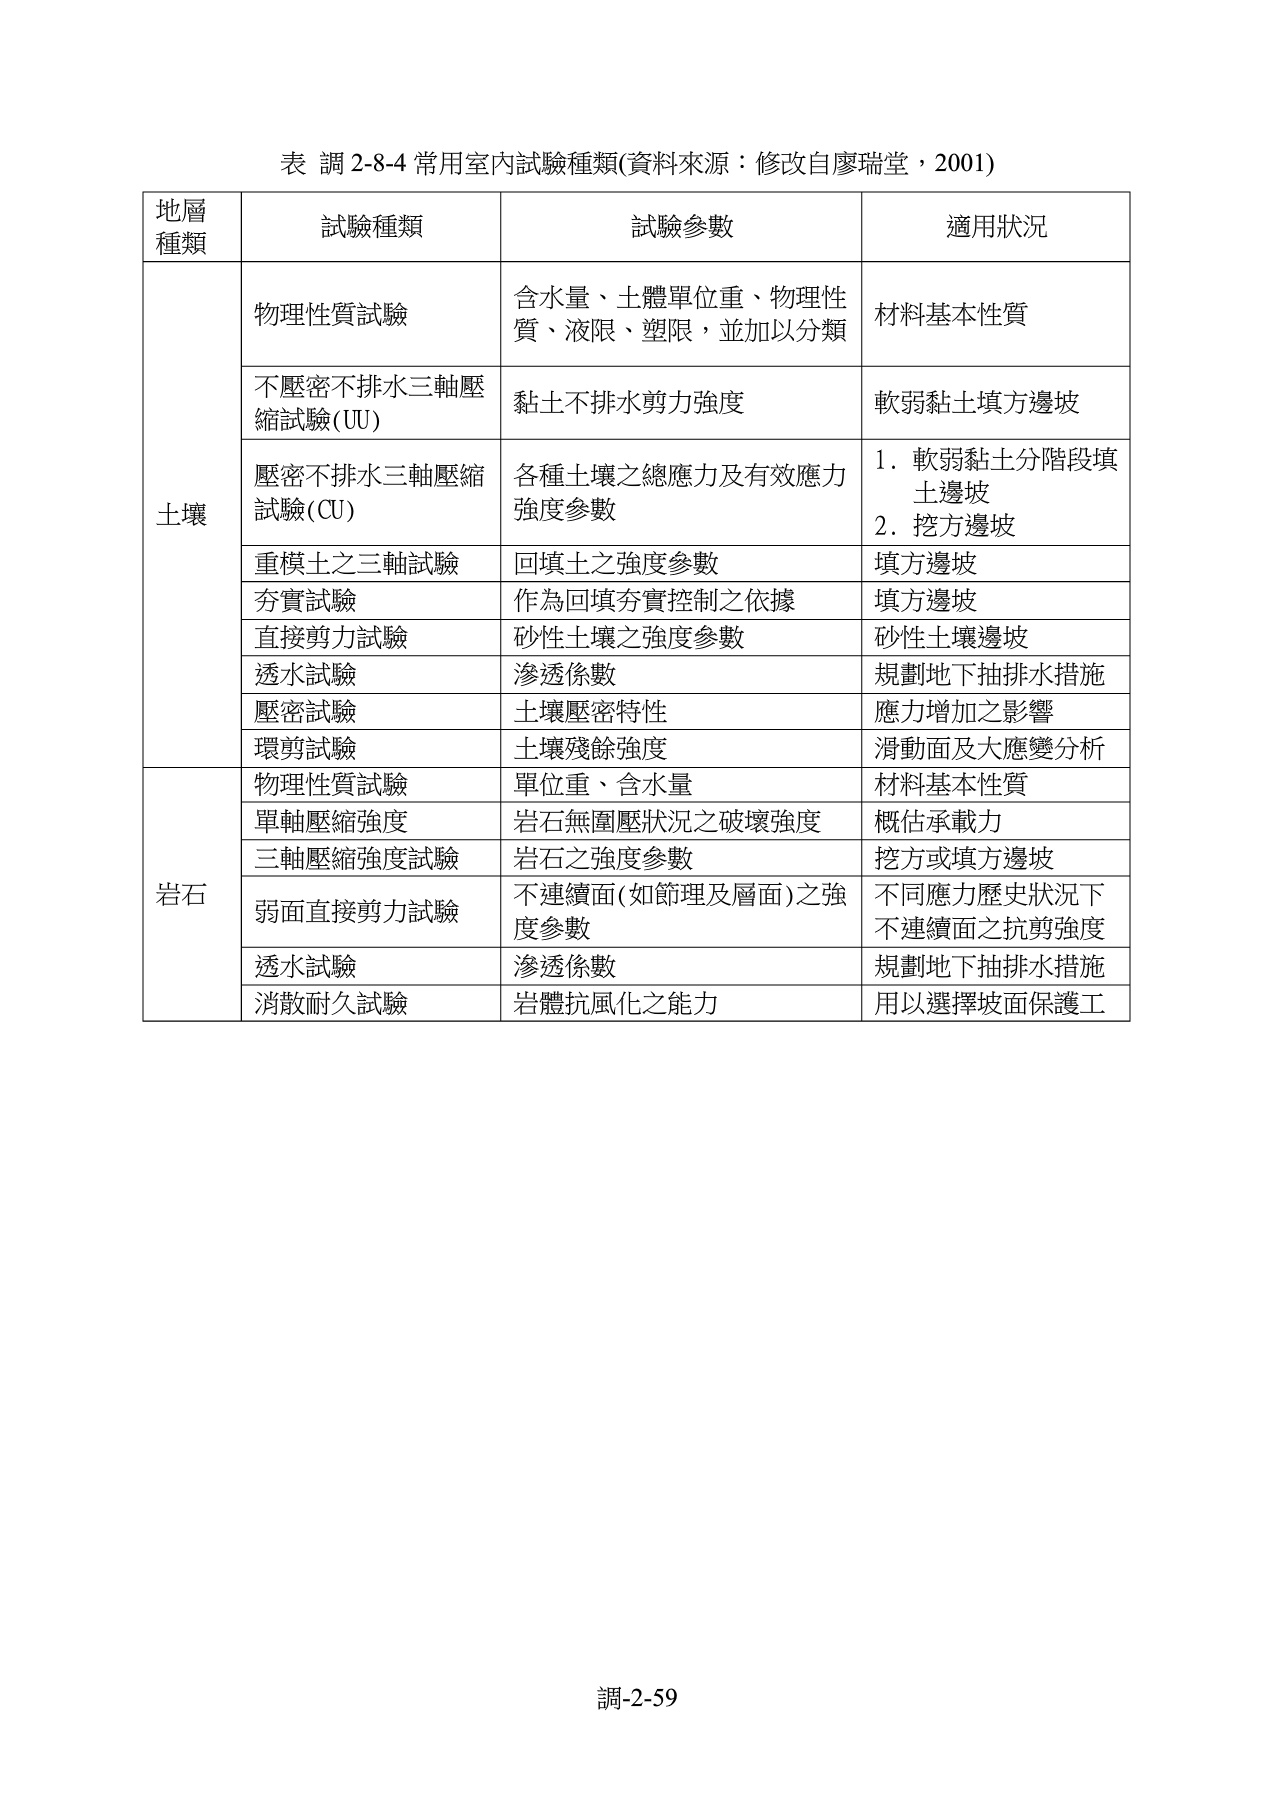 表 調 2-8-4 常用室內試驗種類(資料來源：修改自廖瑞堂，2001)
地層
種類
試驗種類
試驗參數
適用狀況
土壤
物理性質試驗
含水量、土體單位重、物理性
質、液限、塑限，並加以分類
材料基本性質
不壓密不排水三軸壓
縮試驗(UU)
黏土不排水剪力強度
軟弱黏土填方邊坡
壓密不排水三軸壓縮
試驗(CU)
各種土壤之總應力及有效應力
強度參數
1. 軟弱黏土分階段填
土邊坡
2. 挖方邊坡
重模土之三軸試驗
回填土之強度參數
填方邊坡
夯實試驗
作為回填夯實控制之依據
填方邊坡
直接剪力試驗
砂性土壤之強度參數
砂性土壤邊坡
透水試驗
滲透係數
規劃地下抽排水措施
壓密試驗
土壤壓密特性
應力增加之影響
環剪試驗
土壤殘餘強度
滑動面及大應變分析
岩石
物理性質試驗
單位重、含水量
材料基本性質
單軸壓縮強度
岩石無圍壓狀況之破壞強度
概估承載力
三軸壓縮強度試驗
岩石之強度參數
挖方或填方邊坡
弱面直接剪力試驗
不連續面(如節理及層面)之強
度參數
不同應力歷史狀況下
不連續面之抗剪強度
透水試驗
滲透係數
規劃地下抽排水措施
消散耐久試驗
岩體抗風化之能力
用以選擇坡面保護工
調-2-59